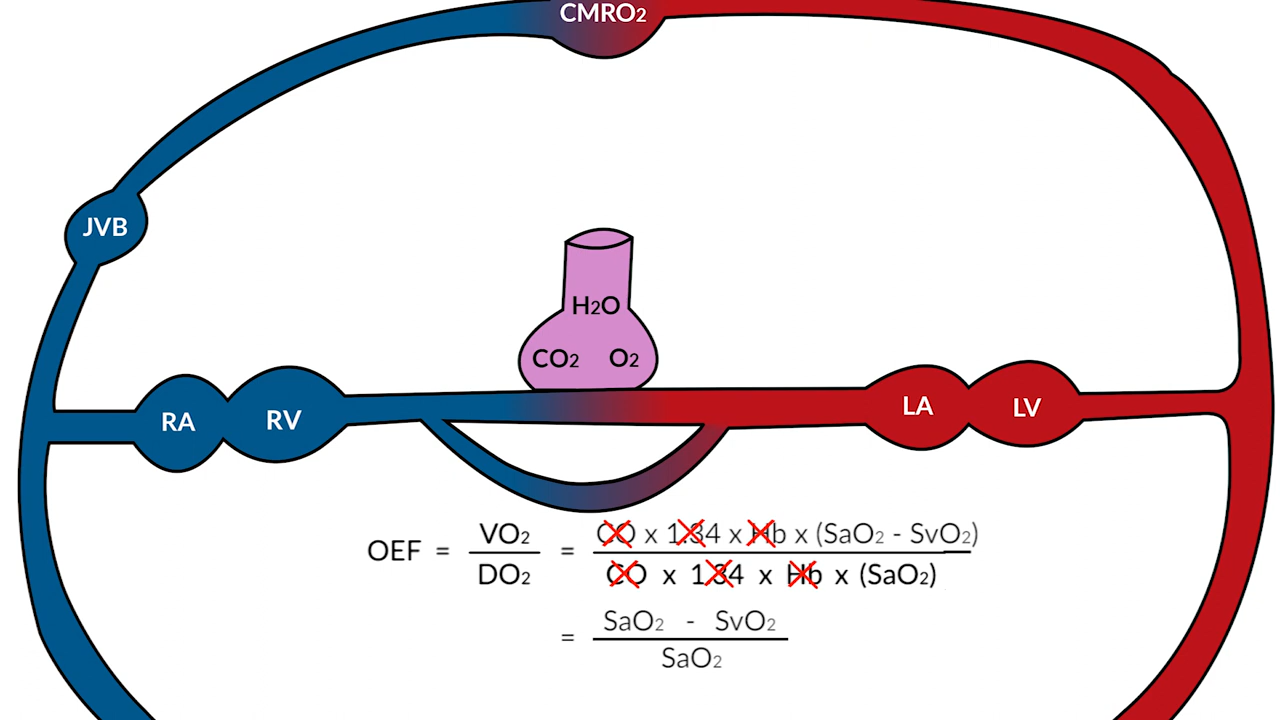 CMRO2
JVB
H2O
CO2 O2
RA RV LA LV
OEF = VO2 / DO2 = CO x 1.34 x Hb x (SaO2 - SvO2) / CO x 1.34 x Hb x (SaO2)
= SaO2 - SvO2 / SaO2